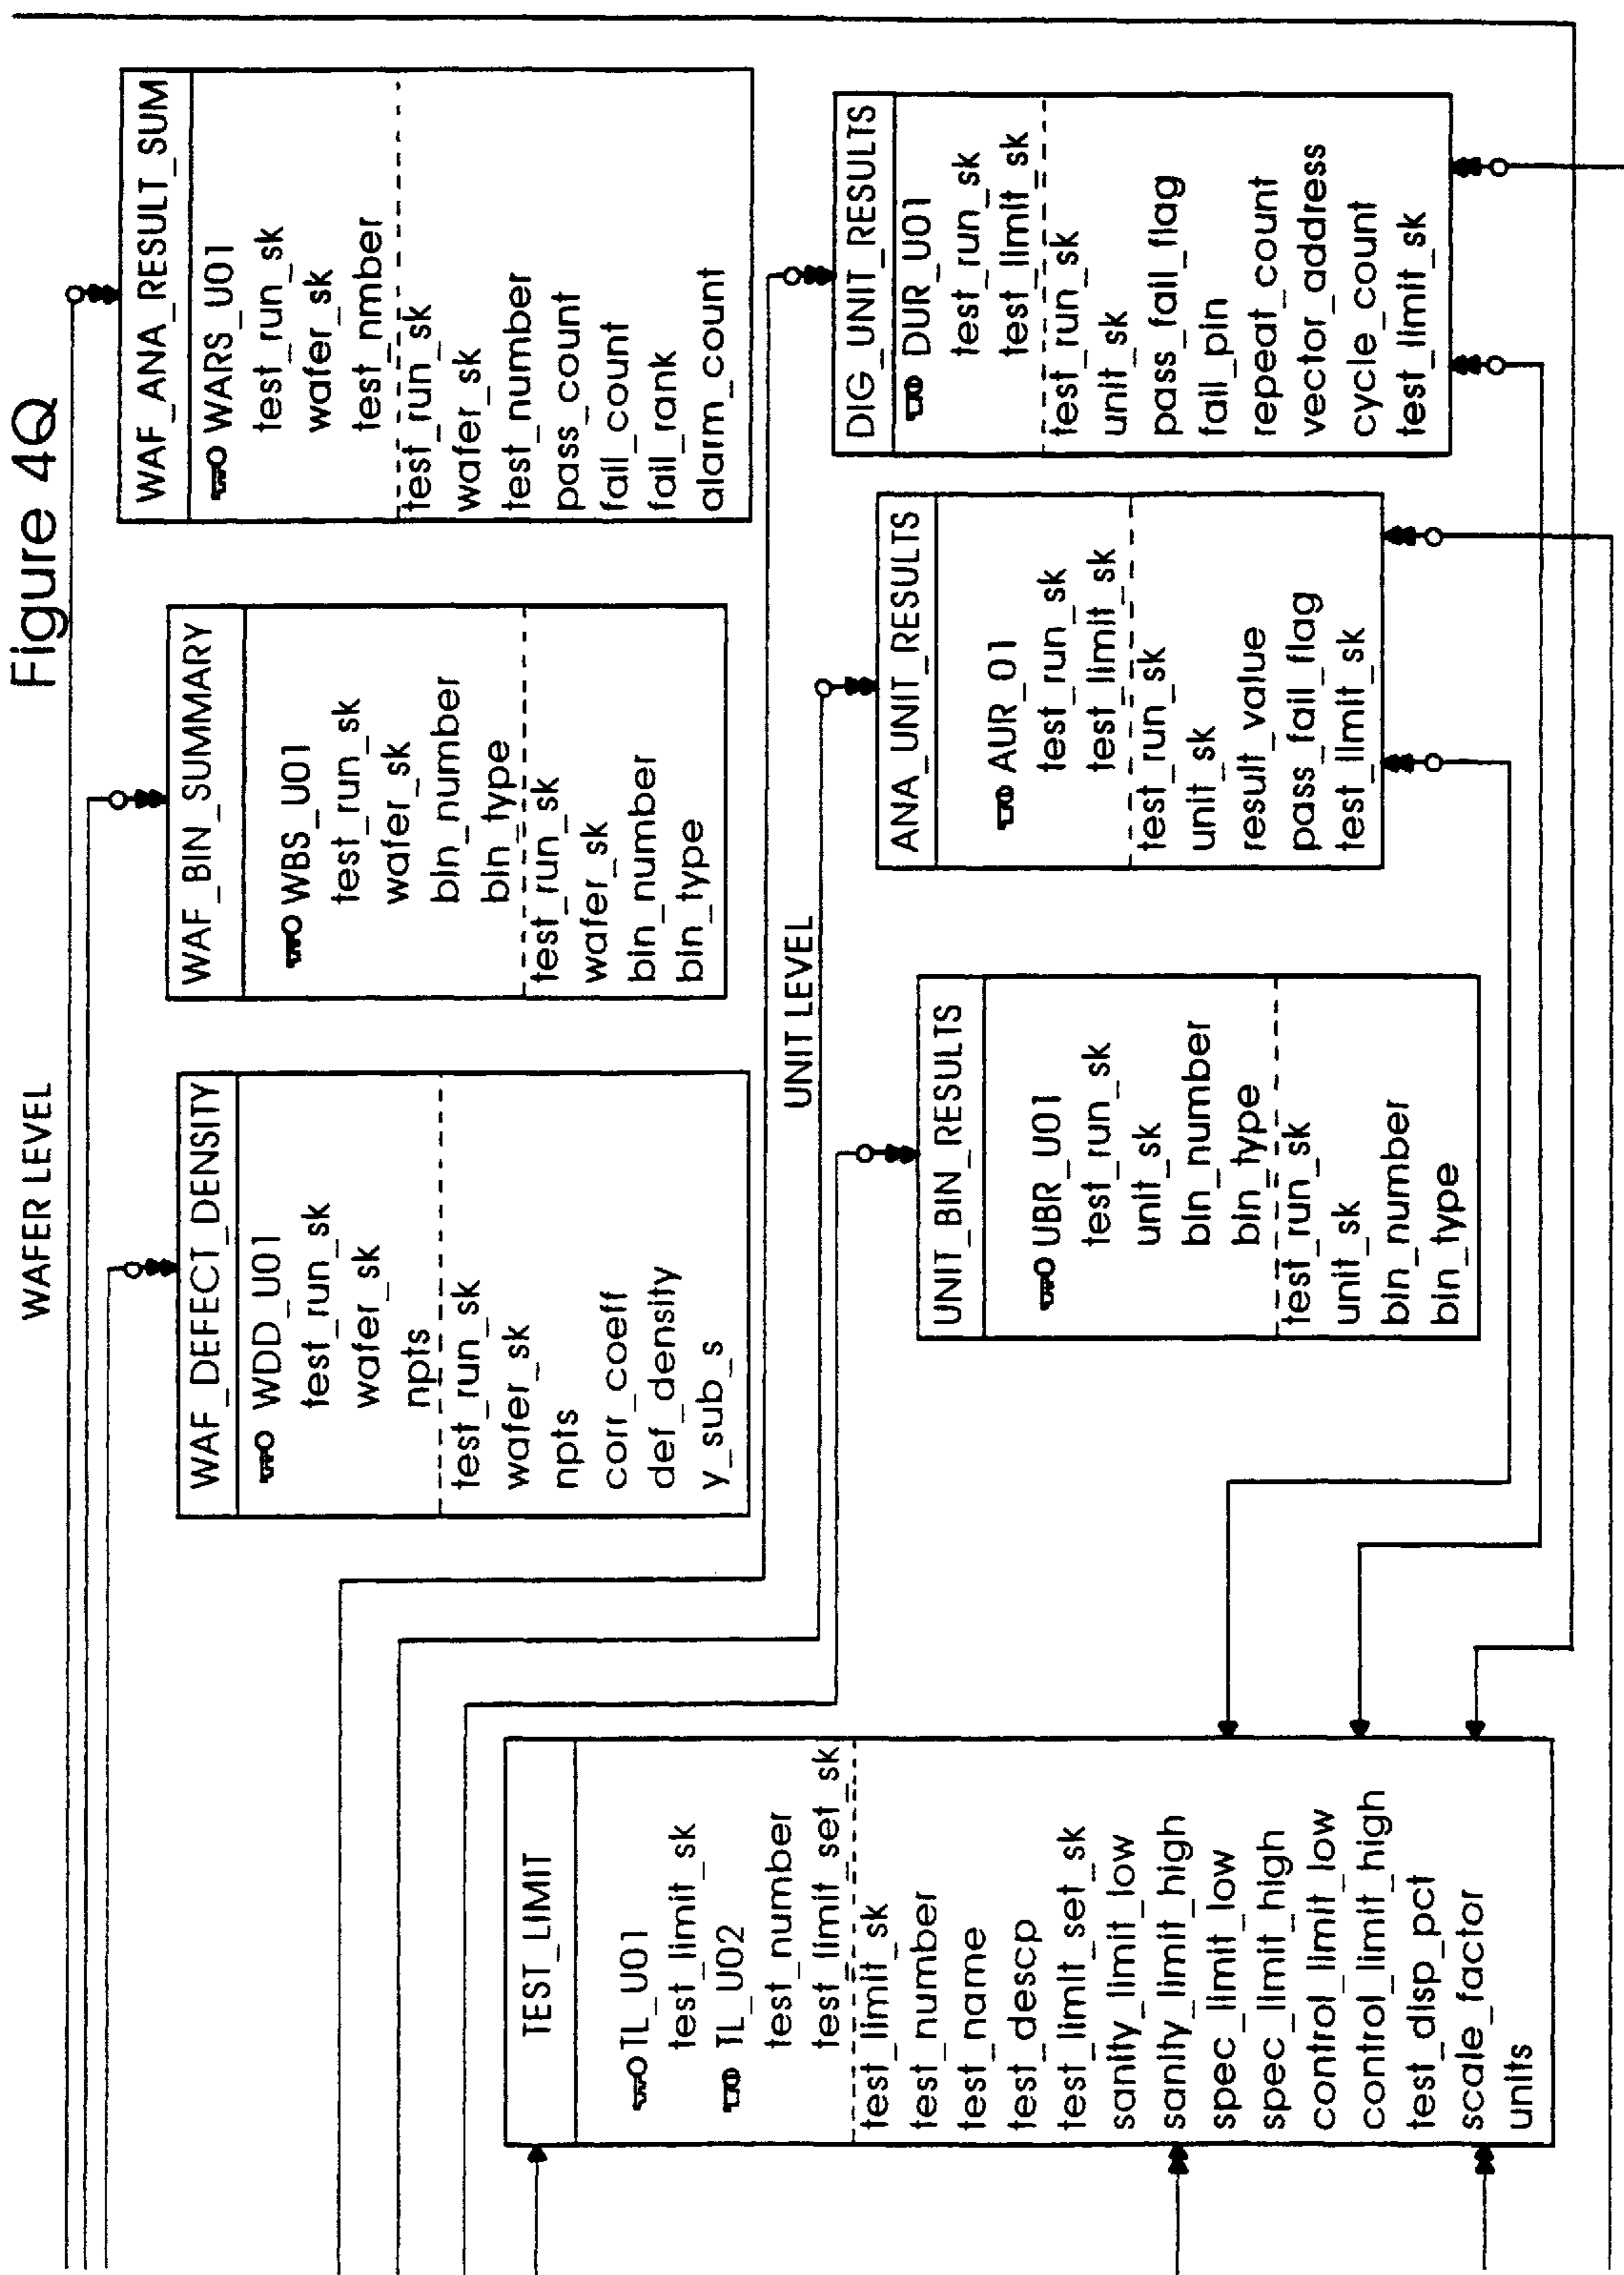 Figure 4Q
WAFER LEVEL
WAF_DEFECT_DENSITY
WDD_U01
test_run_sk
wafer_sk
npts
test_run_sk
wafer_sk
npts
corr_coeff
def_density
y_sub_s
WAF_BIN_SUMMARY
WBS_U01
test_run_sk
wafer_sk
bin_number
bin_type
test_run_sk
wafer_sk
bin_number
bin_type
WAF_ANA_RESULT_SUM
WARS_U01
test_run_sk
wafer_sk
test_nmber
test_run_sk
wafer_sk
test_number
pass_count
fail_count
fail_rank
alarm_count
UNIT LEVEL
TEST_LIMIT
TL_U01
test_limit_sk
TL_U02
test_number
test_limit_set_sk
test_limit_sk
test_number
test_name
test_descp
test_limit_set_sk
sanity_limit_low
sanity_limit_high
spec_limit_low
spec_limit_high
control_limit_low
control_limit_high
test_disp_pct
scale_factor
units
UNIT_BIN_RESULTS
UBR_U01
test_run_sk
unit_sk
bin_number
bin_type
test_run_sk
unit_sk
bin_number
bin_type
ANA_UNIT_RESULTS
AUR_01
test_run_sk
test_limit_sk
test_run_sk
unit_sk
result_value
pass_fail_flag
test_limit_sk
DIG_UNIT_RESULTS
DUR_U01
test_run_sk
test_limit_sk
test_run_sk
unit_sk
pass_fail_flag
fail_pin
repeat_count
vector_address
cycle_count
test_limit_sk